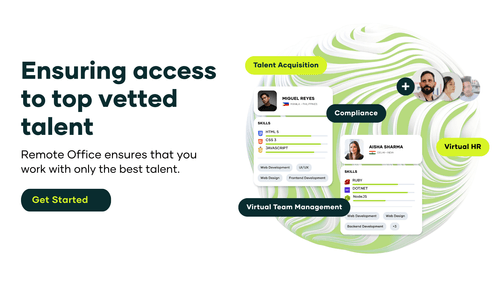 Ensuring access
to top vetted
talent
Remote Office ensures that you
work with only the best talent.
Get Started
Talent Acquisition
MIGUEL REYES
SKILLS
HTML 5
CSS 3
JAVASCRIPT
Web Development
UI/UX
Web Design
Frontend Development
Compliance
AISHA SHARMA
SKILLS
RUBY
DOT.NET
Node.JS
Web Development
Web Design
Backend Development
+3
Virtual HR
Virtual Team Management